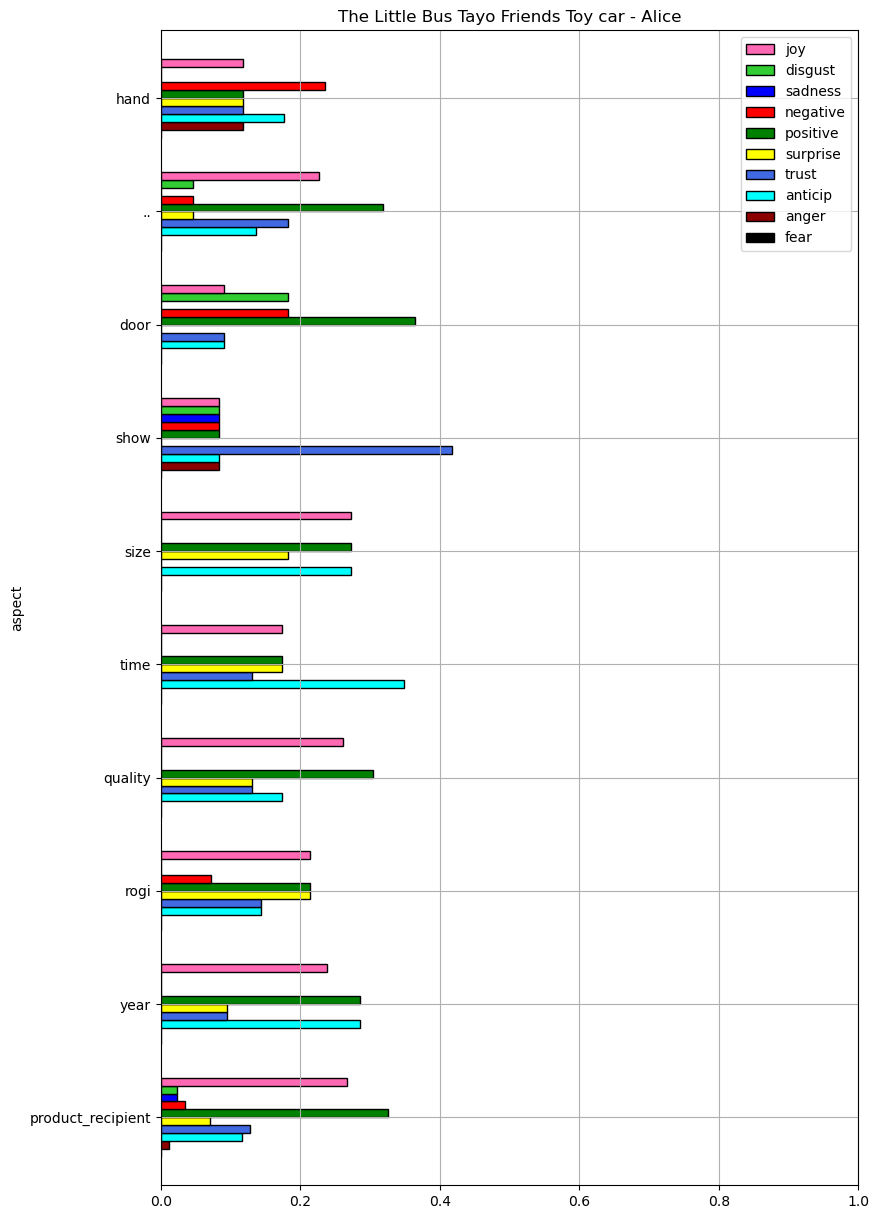 The Little Bus Tayo Friends Toy car - Alice
joy
disgust
sadness
negative
positive
surprise
trust
anticip
anger
fear
hand
..
door
show
size
time
quality
rogi
year
product_recipient
aspect
0.0 0.2 0.4 0.6 0.8 1.0